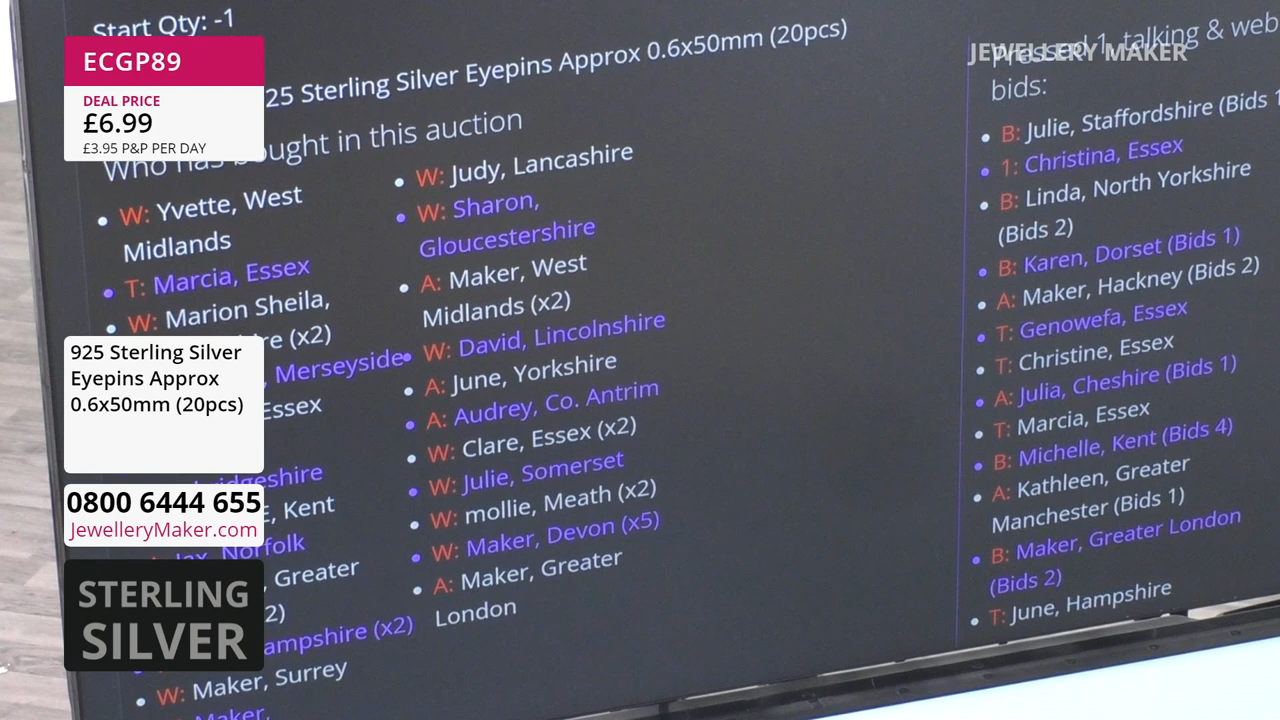 Start Qty: -1
ECGP89
DEAL PRICE
£6.99
£3.95 P&P PER DAY
25 Sterling Silver Eyepins Approx 0.6x50mm (20pcs)
Who has bought in this auction
W: Yvette, West
Midlands
T: Marcia, Essex
W: Marion Sheila,
(x2)
, Merseyside
Essex
, Kent
Jax, Norfolk
, Greater
2)
(x2)
W: Maker, Surrey
Maker,
W: Judy, Lancashire
W: Sharon,
Gloucestershire
A: Maker, West
Midlands (x2)
W: David, Lincolnshire
A: June, Yorkshire
A: Audrey, Co. Antrim
W: Clare, Essex (x2)
W: Julie, Somerset
W: mollie, Meath (x2)
W: Maker, Devon (x5)
A: Maker, Greater
London
JEWELLERY MAKER
Pressed 1, talking & web
bids:
B: Julie, Staffordshire (Bids 1
1: Christina, Essex
B: Linda, North Yorkshire
(Bids 2)
B: Karen, Dorset (Bids 1)
A: Maker, Hackney (Bids 2)
T: Genowefa, Essex
T: Christine, Essex
A: Julia, Cheshire (Bids 1)
T: Marcia, Essex
B: Michelle, Kent (Bids 4)
A: Kathleen, Greater
Manchester (Bids 1)
B: Maker, Greater London
(Bids 2)
T: June, Hampshire
925 Sterling Silver
Eyepins Approx
0.6x50mm (20pcs)
0800 6444 655
JewelleryMaker.com
STERLING
SILVER